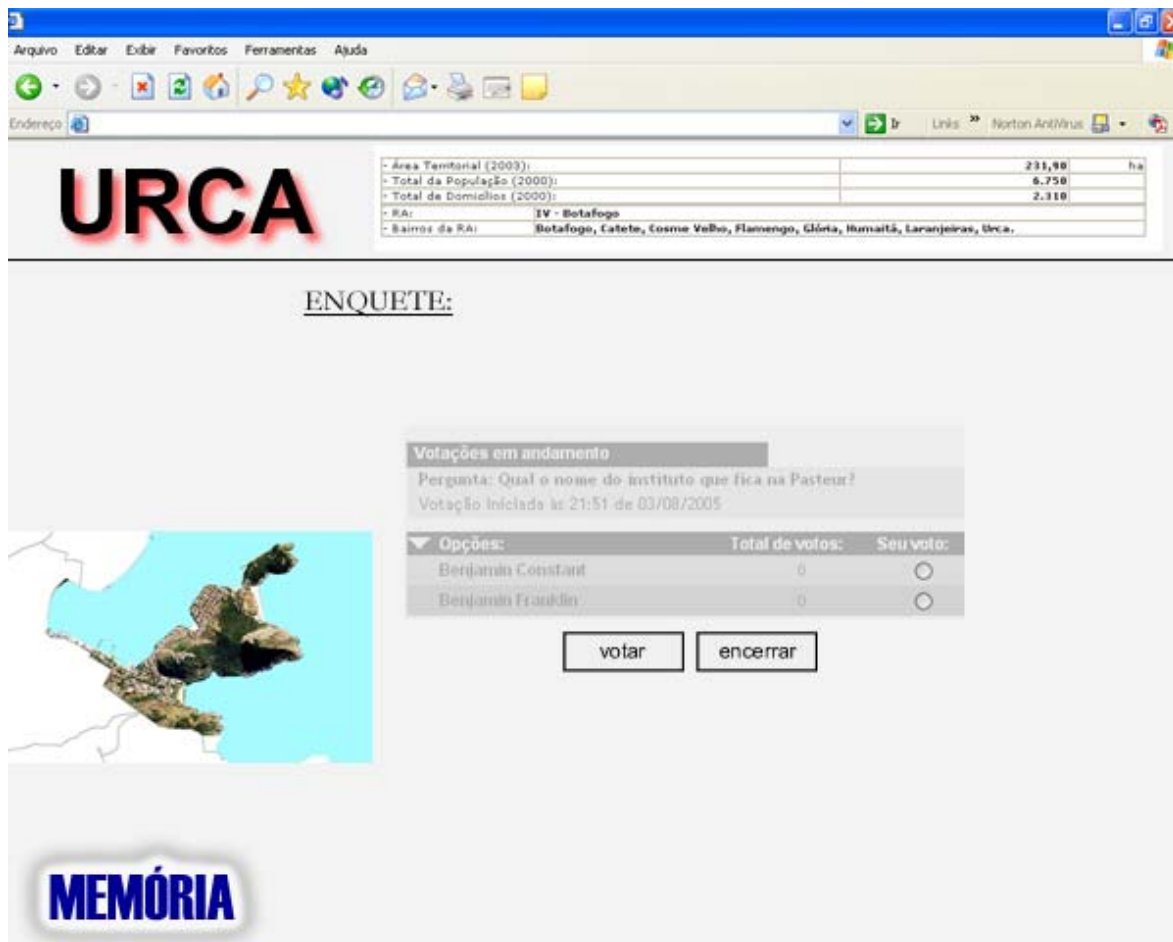 Arquivo Editar Exibir Favoritos Ferramentas Ajuda
Endereço Ir Links » Norton AntiVirus
URCA
- Área Territorial (2003): 231,90 ha
- Total da População (2000): 6.750
- Total de Domicílios (2000): 2.310
- RA: IV - Botafogo
- Bairros da RA: Botafogo, Catete, Cosme Velho, Flamengo, Glória, Humaitá, Laranjeiras, Urca.
ENQUETE:
Votações em andamento
Pergunta: Qual o nome do instituto que fica na Pasteur?
Votação Iniciada às 21:51 de 03/08/2005
Opções: Total de votos: Seu voto:
Benjamin Constant 0
Benjamin Franklin 0
votar encerrar
MEMÓRIA